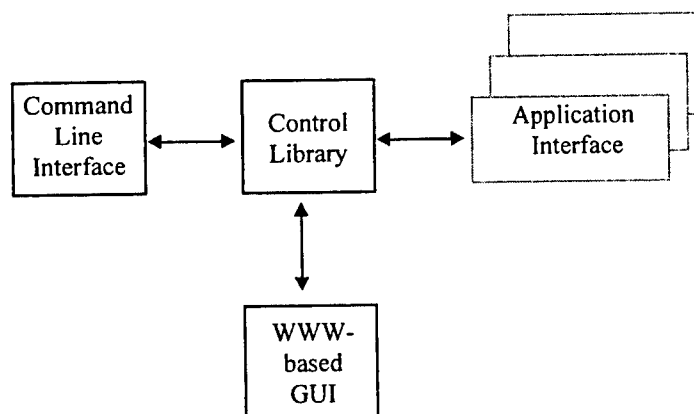 Command
Line
Interface
Control
Library
Application
Interface
WWW-
based
GUI